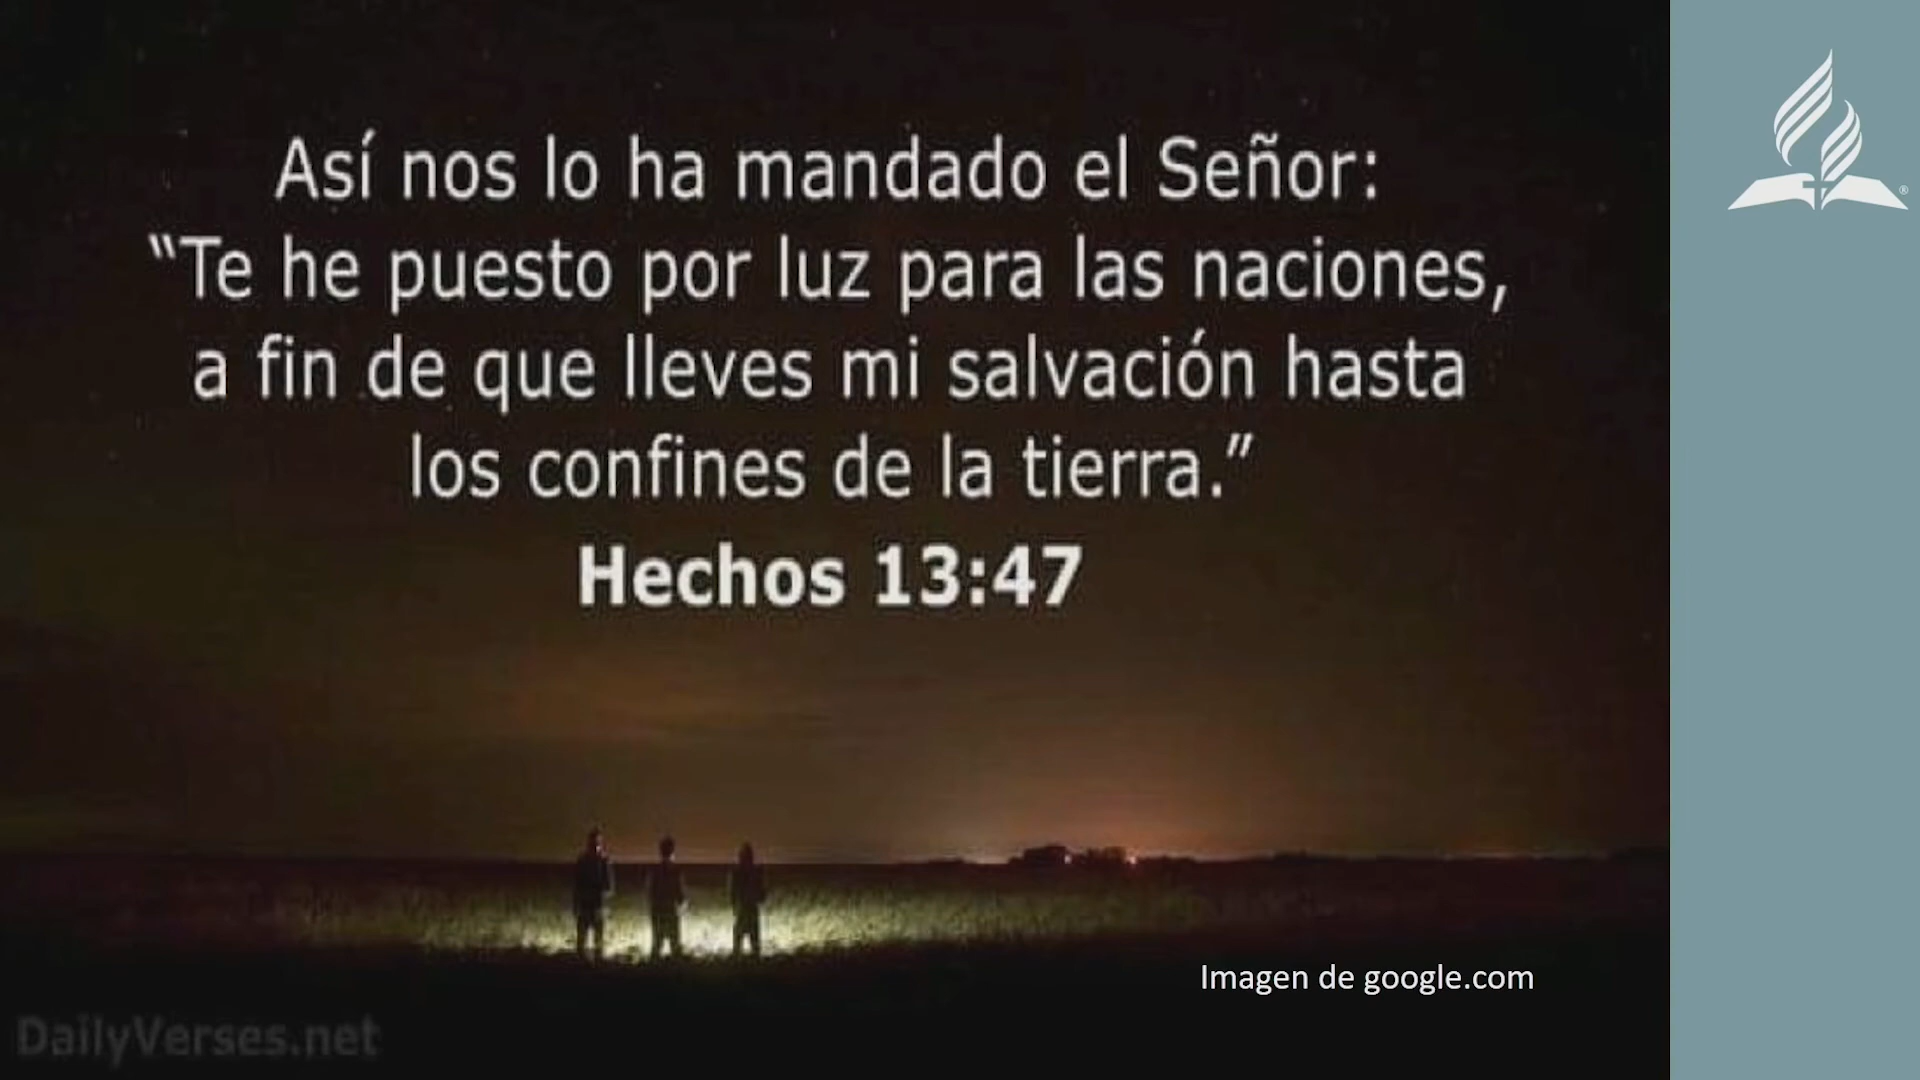 Así nos lo ha mandado el Señor:
“Te he puesto por luz para las naciones,
a fin de que lleves mi salvación hasta
los confines de la tierra.”
Hechos 13:47
Imagen de google.com
DailyVerses.net
®